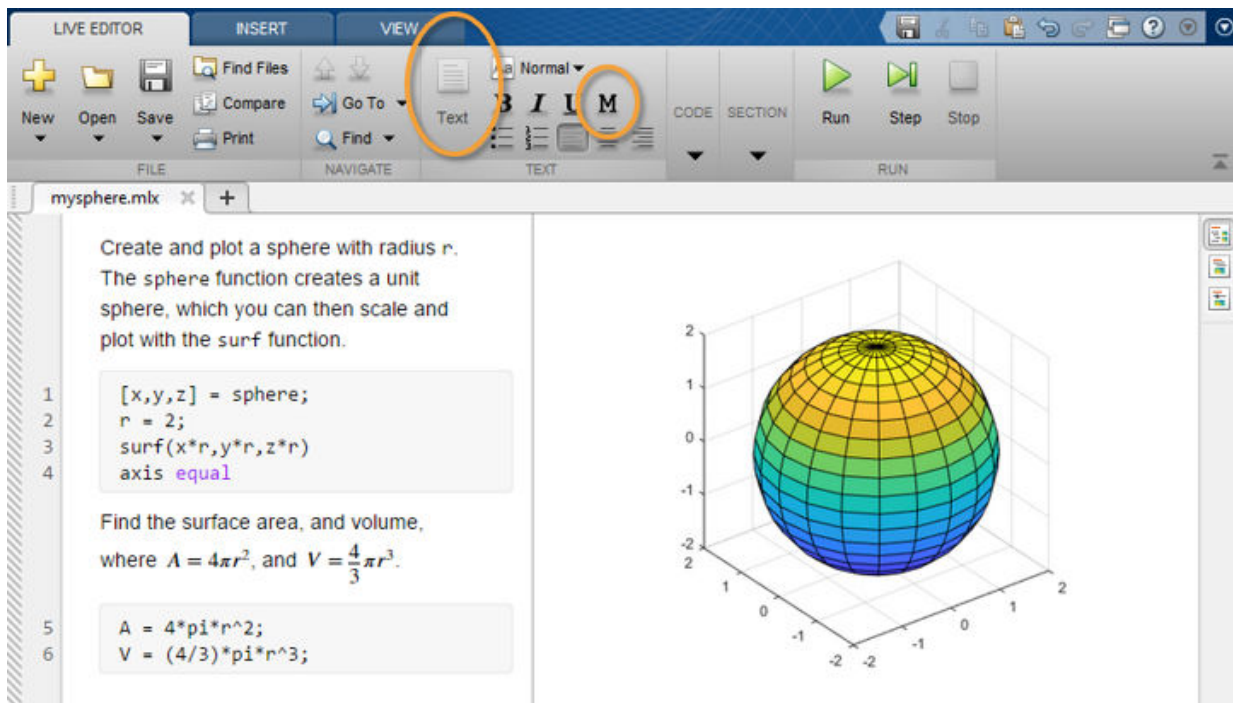 LIVE EDITOR INSERT VIEW
New Open Save
Find Files
Compare
Print
FILE
Go To
Find
NAVIGATE
Text
Aa Normal
B I U M
TEXT
CODE SECTION
Run Step Stop
RUN
mysphere.mlx
Create and plot a sphere with radius r.
The sphere function creates a unit
sphere, which you can then scale and
plot with the surf function.
1 [x,y,z] = sphere;
2 r = 2;
3 surf(x*r,y*r,z*r)
4 axis equal
Find the surface area, and volume,
where A = 4πr², and V = 4/3 πr³.
5 A = 4*pi*r^2;
6 V = (4/3)*pi*r^3;
2
1
0
-1
-2
2
1
0
-1
-2
-2
-1
0
1
2